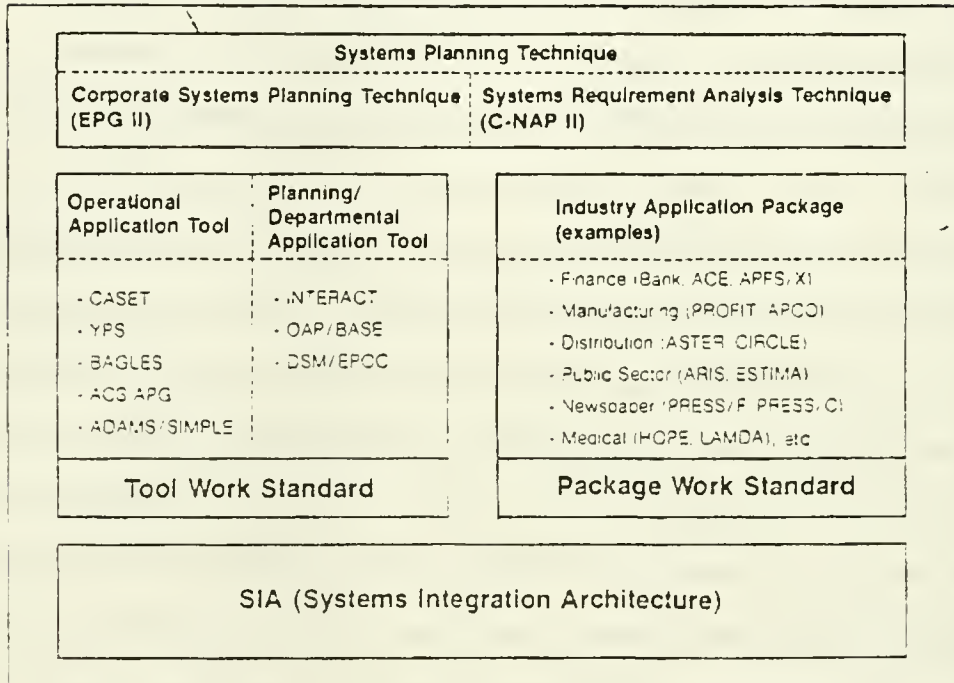 Systems Planning Technique
Corporate Systems Planning Technique
(EPG II)
Systems Requirement Analysis Technique
(C-NAP II)
Operational
Application Tool
- CASET
- YPS
- BAGLES
- ACS APG
- ADAMS/SIMPLE
Planning/
Departmental
Application Tool
- INTERACT
- OAP/BASE
- DSM/EPOC
Tool Work Standard
Industry Application Package
(examples)
- Finance (Bank, ACE, APFS/X)
- Manufacturing (PROFIT, APCO)
- Distribution (ASTER, CIRCLE)
- Public Sector (ARIS, ESTIMA)
- Newspaper (PRESS/F, PRESS/C)
- Medical (HOPE, LAMDA), etc
Package Work Standard
SIA (Systems Integration Architecture)